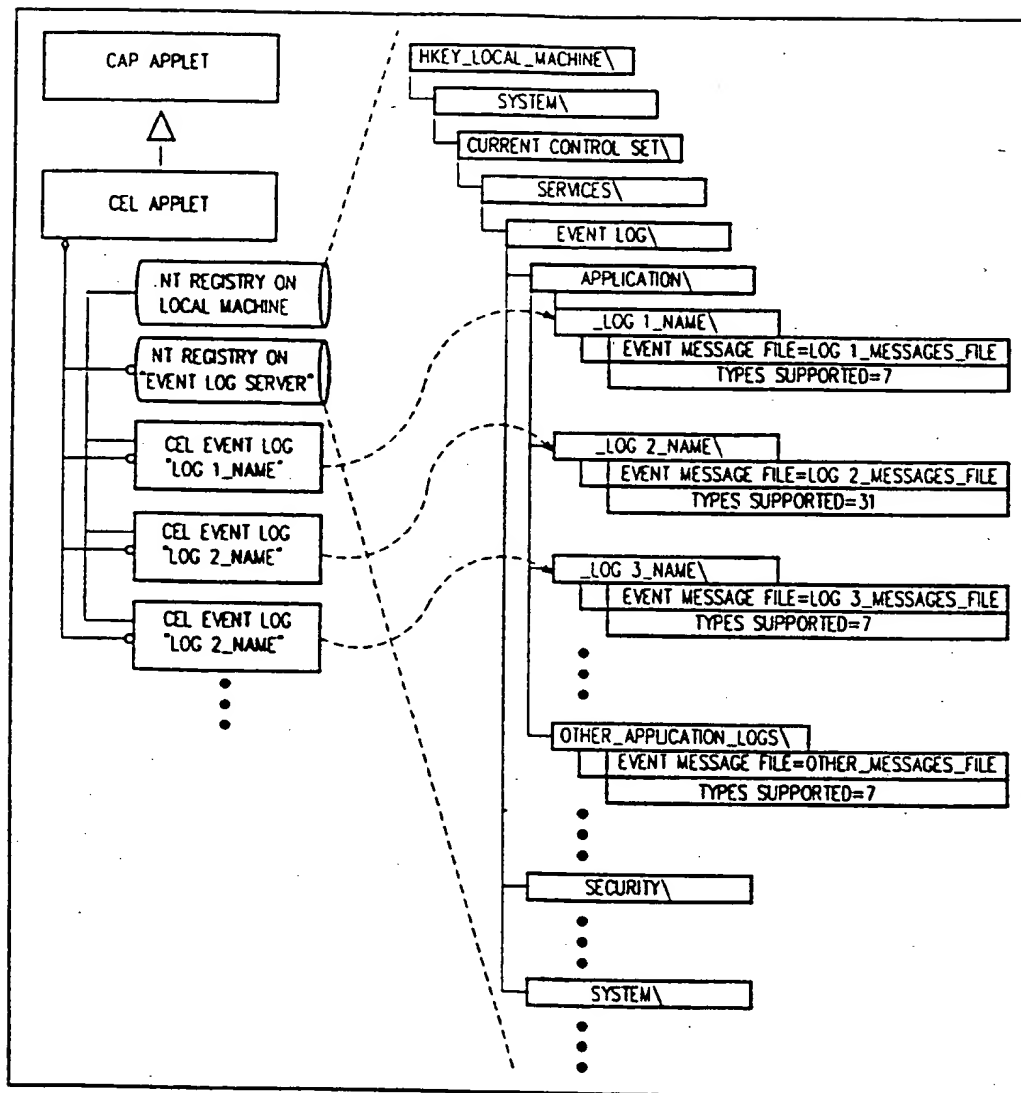 CAP APPLET
CEL APPLET
.NT REGISTRY ON
LOCAL MACHINE
NT REGISTRY ON
"EVENT LOG SERVER"
CEL EVENT LOG
"LOG 1_NAME"
CEL EVENT LOG
"LOG 2_NAME"
CEL EVENT LOG
"LOG 2_NAME"
HKEY_LOCAL_MACHINE\
SYSTEM\
CURRENT CONTROL SET\
SERVICES\
EVENT LOG\
APPLICATION\
_LOG 1_NAME\
EVENT MESSAGE FILE=LOG 1_MESSAGES_FILE
TYPES SUPPORTED=7
_LOG 2_NAME\
EVENT MESSAGE FILE=LOG 2_MESSAGES_FILE
TYPES SUPPORTED=31
_LOG 3_NAME\
EVENT MESSAGE FILE=LOG 3_MESSAGES_FILE
TYPES SUPPORTED=7
OTHER_APPLICATION_LOGS\
EVENT MESSAGE FILE=OTHER_MESSAGES_FILE
TYPES SUPPORTED=7
SECURITY\
SYSTEM\